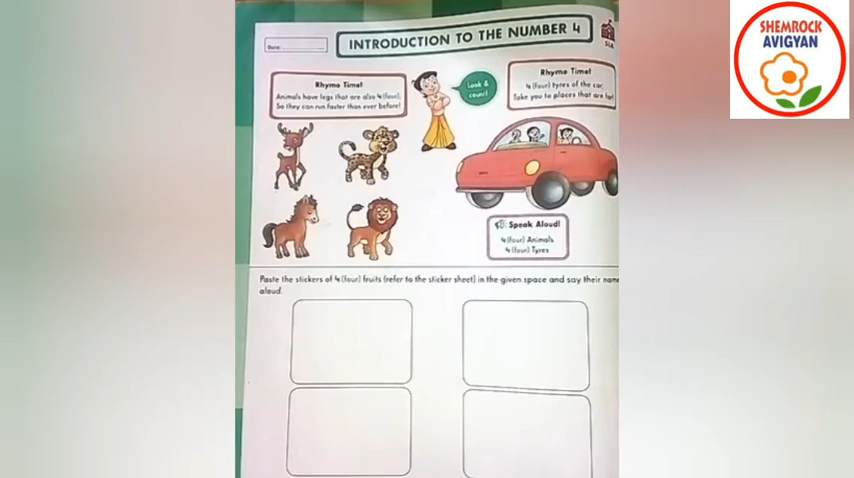 SHEMROCK
AVIGYAN
Date:
INTRODUCTION TO THE NUMBER 4
Rhyme Time!
Animals have legs that are also 4 (four);
So they can run faster than ever before!
Look &
count
Rhyme Time!
4 (four) tyres of the car,
Take you to places that are far!
Speak Aloud!
4 (four) Animals
4 (four) Tyres
Paste the stickers of 4 (four) fruits (refer to the sticker sheet) in the given space and say their
aloud.